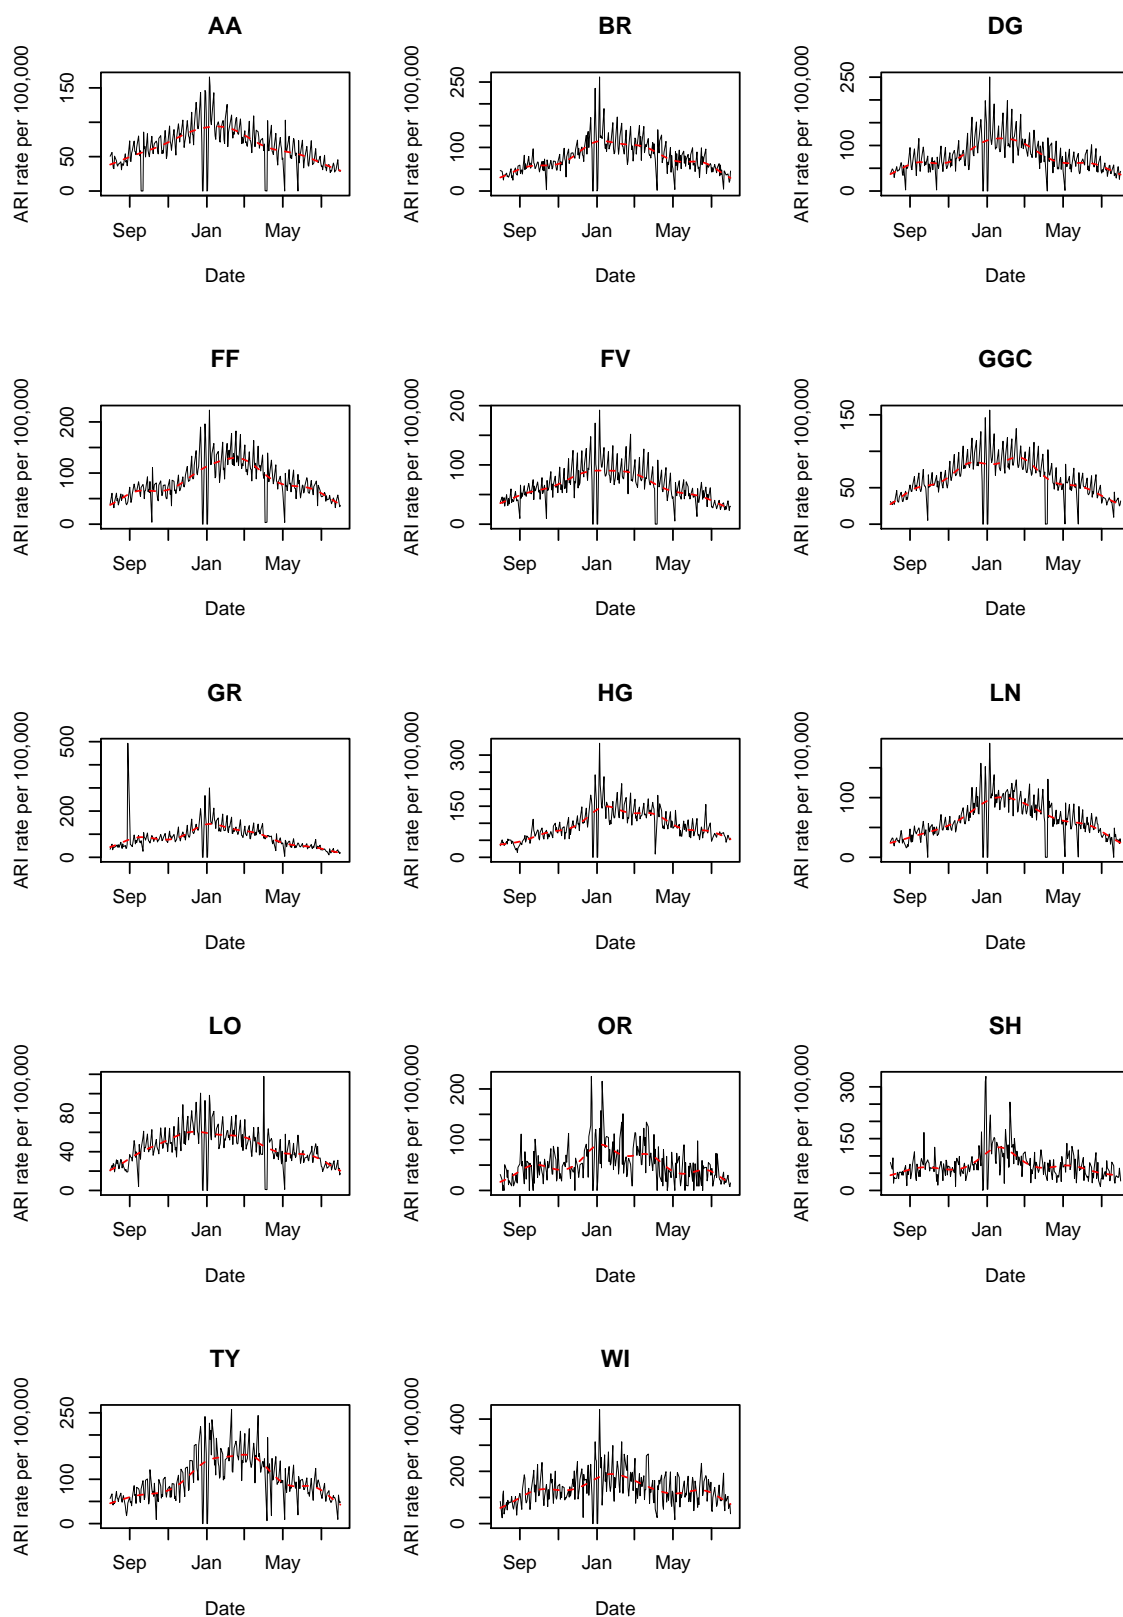 AA
ARI rate per 100,000
0 50 150
Sep Jan May
Date
BR
ARI rate per 100,000
0 100 250
Sep Jan May
Date
DG
ARI rate per 100,000
0 100 250
Sep Jan May
Date
FF
ARI rate per 100,000
0 100 200
Sep Jan May
Date
FV
ARI rate per 100,000
0 100 200
Sep Jan May
Date
GGC
ARI rate per 100,000
0 50 150
Sep Jan May
Date
GR
ARI rate per 100,000
0 200 500
Sep Jan May
Date
HG
ARI rate per 100,000
0 150 300
Sep Jan May
Date
LN
ARI rate per 100,000
0 100
Sep Jan May
Date
LO
ARI rate per 100,000
0 40 80
Sep Jan May
Date
OR
ARI rate per 100,000
0 100 200
Sep Jan May
Date
SH
ARI rate per 100,000
0 150 300
Sep Jan May
Date
TY
ARI rate per 100,000
0 100 250
Sep Jan May
Date
WI
ARI rate per 100,000
0 200 400
Sep Jan May
Date